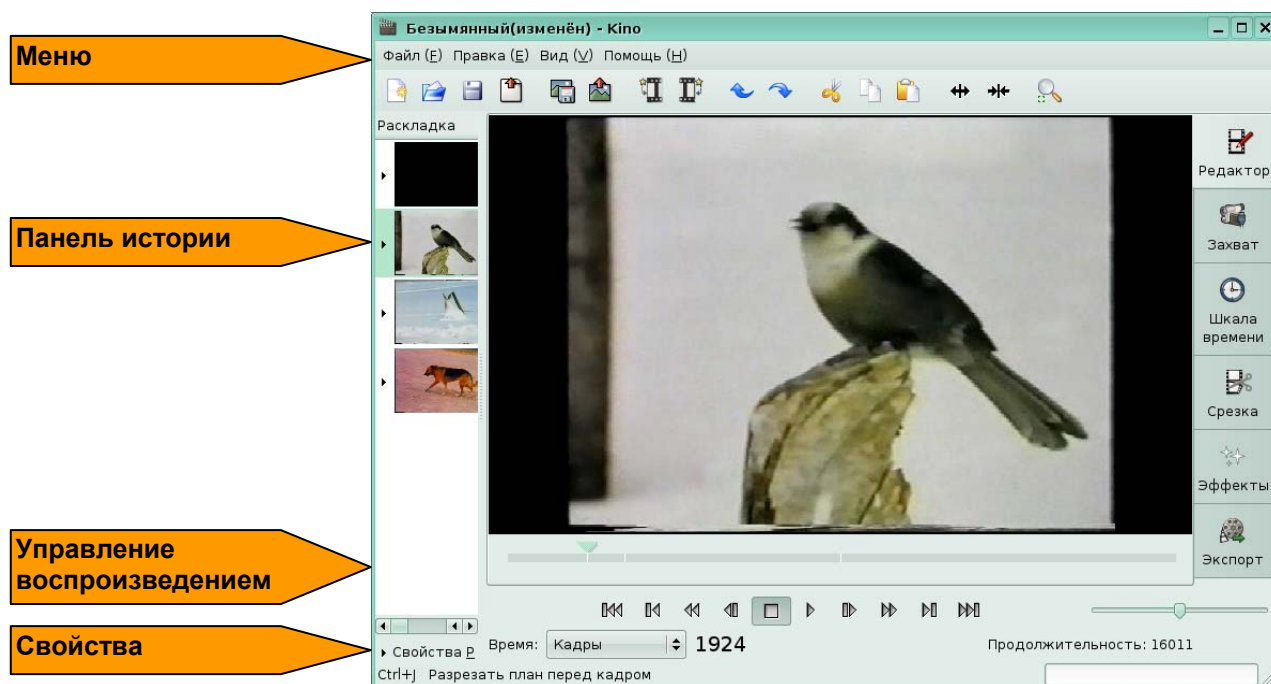 Безымянный(изменён) - Kino
Меню
Файл (F) Правка (E) Вид (V) Помощь (H)
Раскладка
Редактор
Панель истории
Захват
Шкала
времени
Срезка
Эффекты
Управление
воспроизведением
Экспорт
Свойства
Свойства P
Время: Кадры 1924 Продолжительность: 16011
Ctrl+J Разрезать план перед кадром